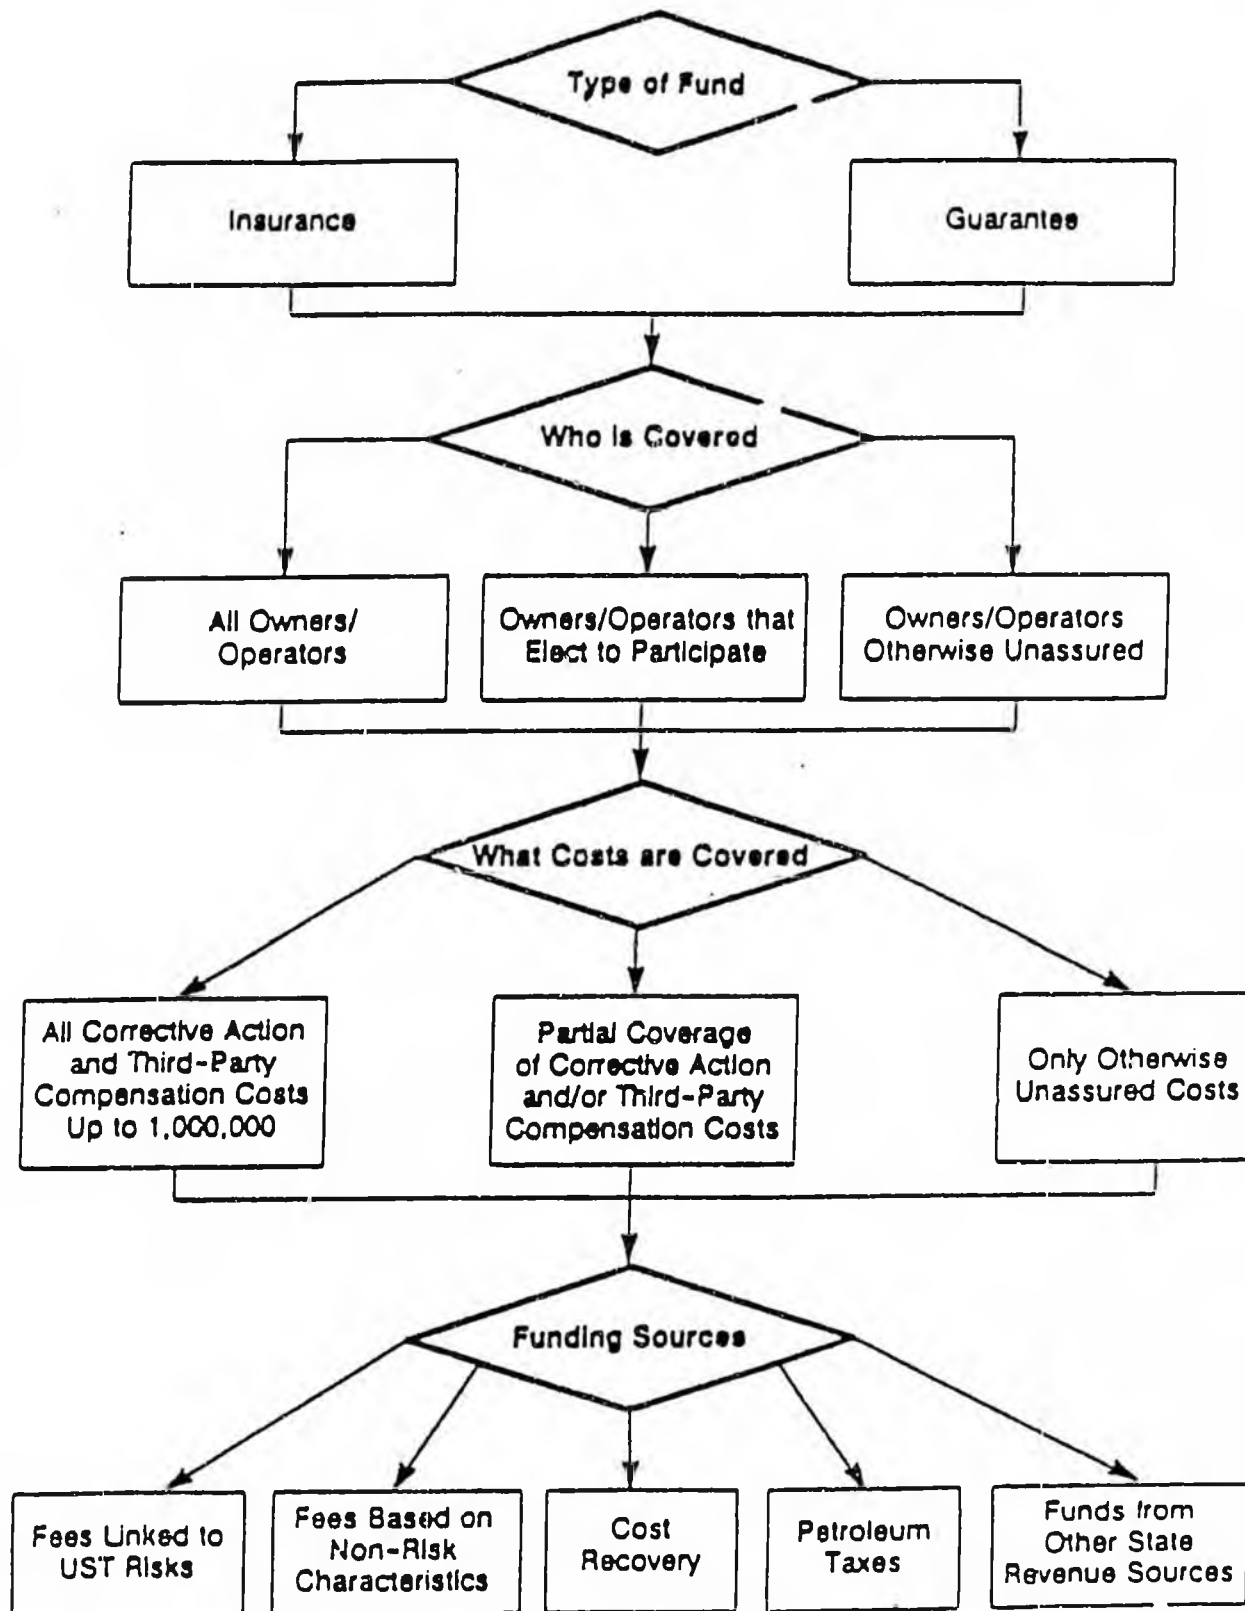 Type of Fund
Insurance
Guarantee
Who is Covered
All Owners/
Operators
Owners/Operators that
Elect to Participate
Owners/Operators
Otherwise Unassured
What Costs are Covered
All Corrective Action
and Third-Party
Compensation Costs
Up to 1,000,000
Partial Coverage
of Corrective Action
and/or Third-Party
Compensation Costs
Only Otherwise
Unassured Costs
Funding Sources
Fees Linked to
UST Risks
Fees Based on
Non-Risk
Characteristics
Cost
Recovery
Petroleum
Taxes
Funds from
Other State
Revenue Sources